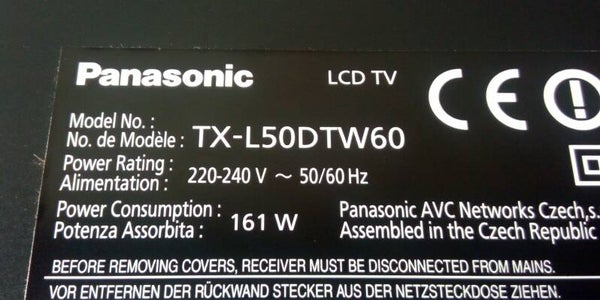 Panasonic LCD TV CE
Model No. :
No. de Modèle : TX-L50DTW60
Power Rating :
Alimentation : 220-240 V ~ 50/60 Hz
Power Consumption :
Potenza Assorbita : 161 W
Panasonic AVC Networks Czech,s.
Assembled in the Czech Republic
BEFORE REMOVING COVERS, RECEIVER MUST BE DISCONNECTED FROM MAINS.
VOR ENTFERNEN DER RÜCKWAND STECKER AUS DER NETZSTECKDOSE ZIEHEN.